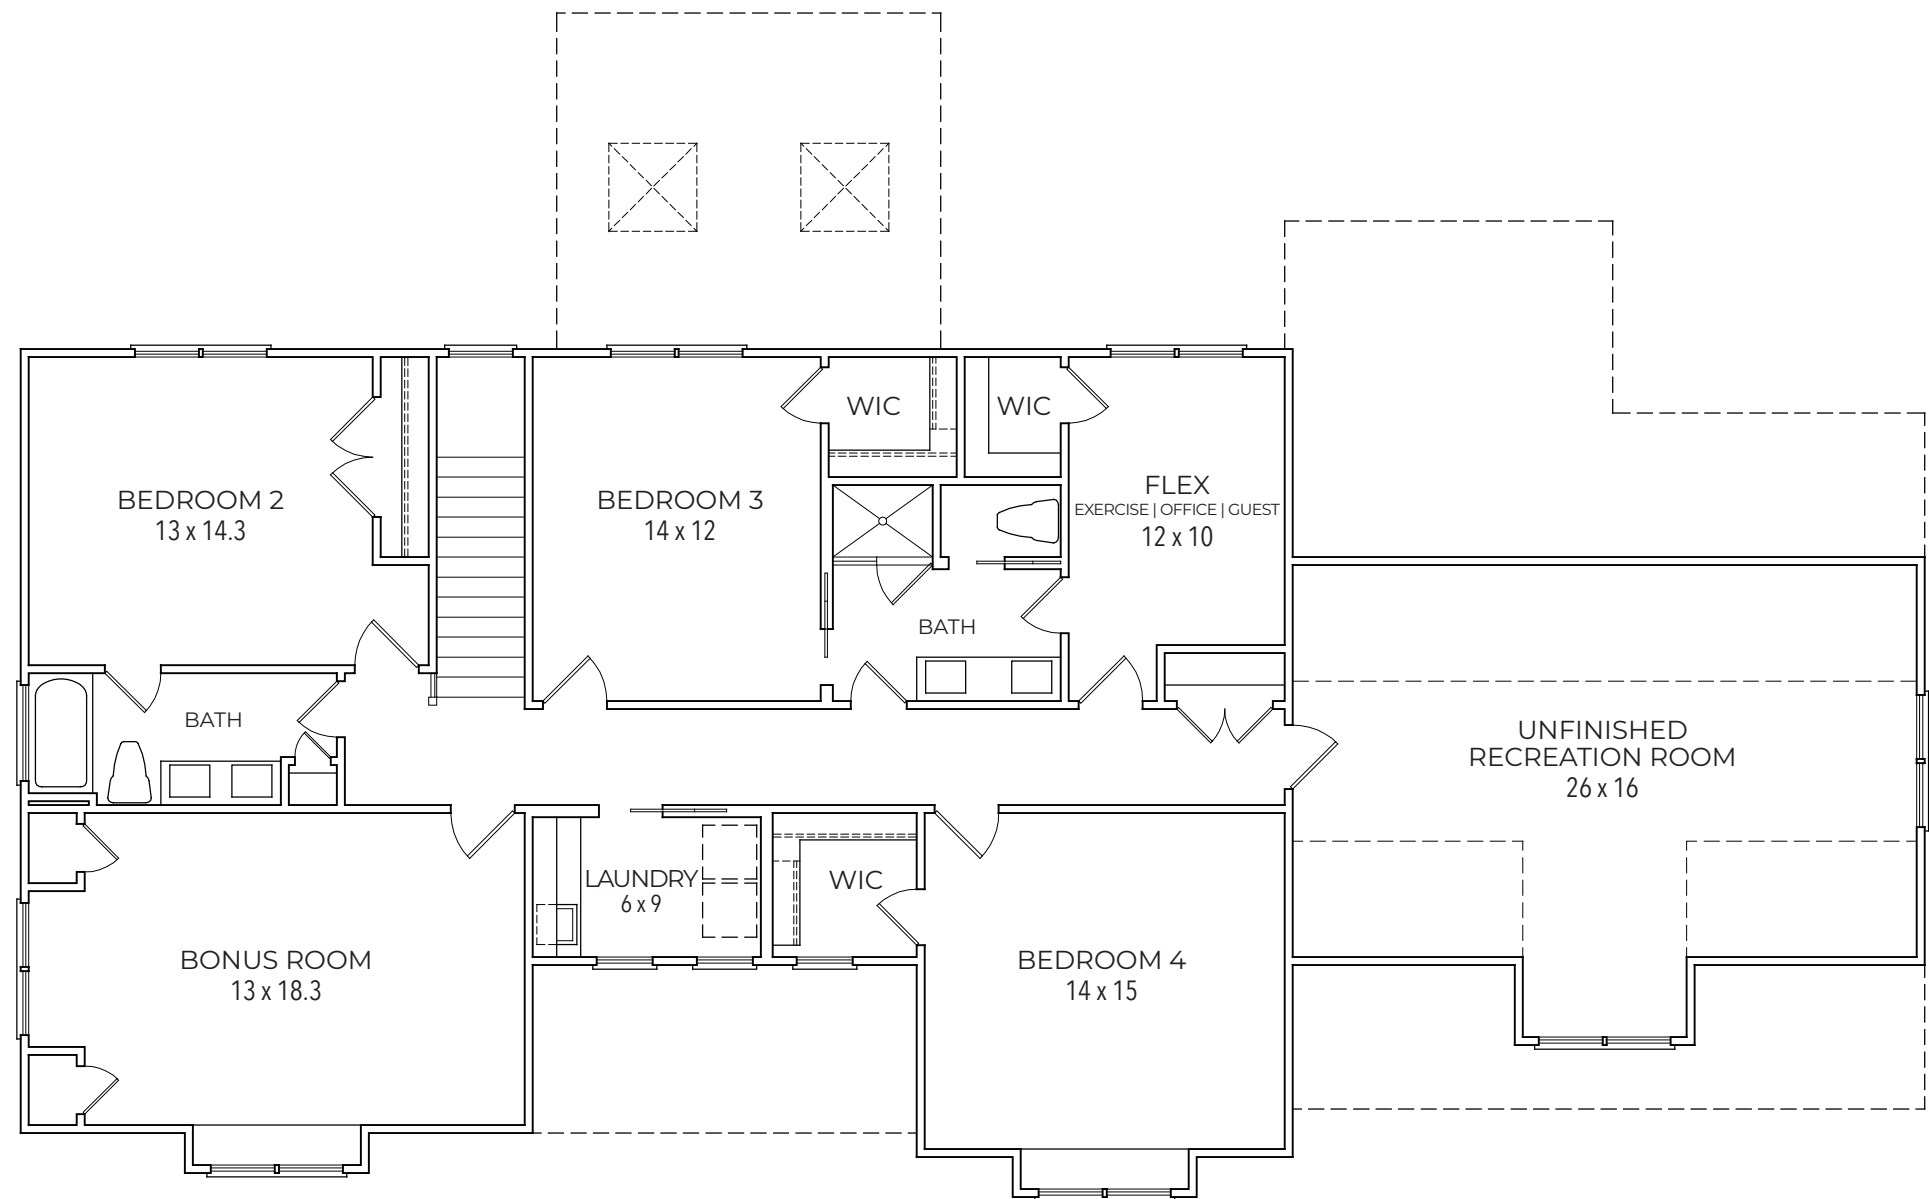 WIC
WIC
BEDROOM 2
13 x 14.3
BEDROOM 3
14 x 12
FLEX
EXERCISE | OFFICE | GUEST
12 x 10
BATH
BATH
UNFINISHED
RECREATION ROOM
26 x 16
LAUNDRY
6 x 9
WIC
BONUS ROOM
13 x 18.3
BEDROOM 4
14 x 15